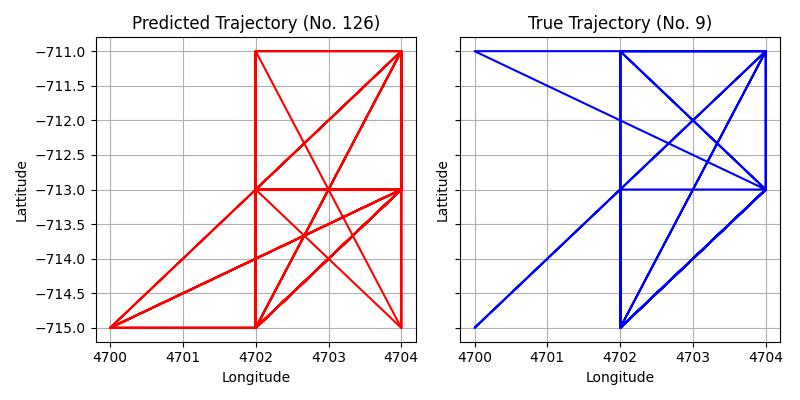 Predicted Trajectory (No. 126)
True Trajectory (No. 9)
−711.0
−711.5
−712.0
−712.5
−713.0
−713.5
−714.0
−714.5
−715.0
Lattitude
Lattitude
4700 4701 4702 4703 4704
4700 4701 4702 4703 4704
Longitude
Longitude